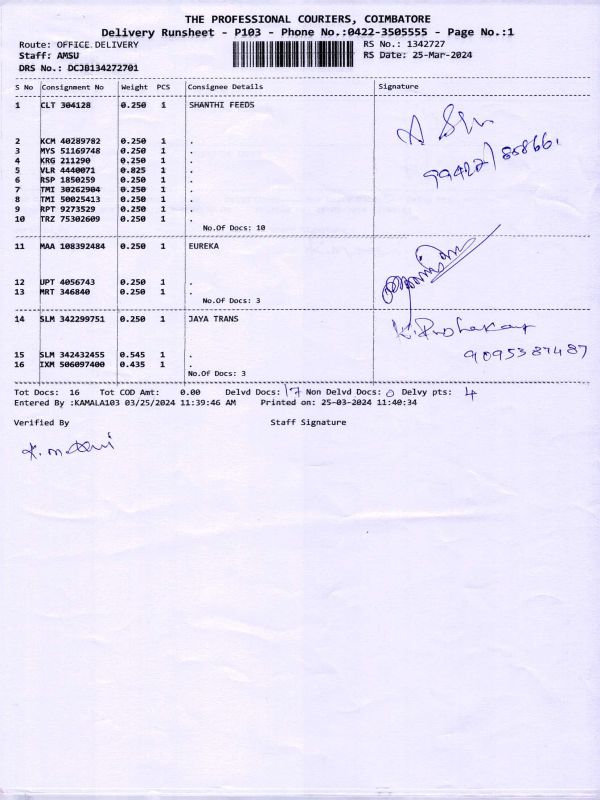 THE PROFESSIONAL COURIERS, COIMBATORE
Delivery Runsheet - P103 - Phone No.:0422-3505555 - Page No.:1
Route: OFFICE DELIVERY RS No.: 1342727
Staff: AMSU RS Date: 25-Mar-2024
DRS No.: DCJB134272701
S No Consignment No Weight PCS Consignee Details Signature
1 CLT 304128 0.250 1 SHANTHI FEEDS
2 KCM 40289782 0.250 1 .
3 MYS 51169748 0.250 1 .
4 KRG 211290 0.250 1 .
5 VLR 4440071 0.825 1 .
6 RSP 1850259 0.250 1 .
7 TMI 30262904 0.250 1 .
8 TMI 50025413 0.250 1 .
9 RPT 9273529 0.250 1 .
10 TRZ 75302609 0.250 1 .
No.Of Docs: 10
11 MAA 108392484 0.250 1 EUREKA
12 UPT 4056743 0.250 1 .
13 MRT 346840 0.250 1 .
No.Of Docs: 3
14 SLM 342299751 0.250 1 JAYA TRANS
K. Prabhakar
9095387487
15 SLM 342432455 0.545 1 .
16 IXM 506097400 0.435 1 .
No.Of Docs: 3
Tot Docs: 16 Tot COD Amt: 0.00 Delvd Docs: 17 Non Delvd Docs: 0 Delvy pts: 4
Entered By :KAMALA103 03/25/2024 11:39:46 AM Printed on: 25-03-2024 11:40:34
Verified By Staff Signature